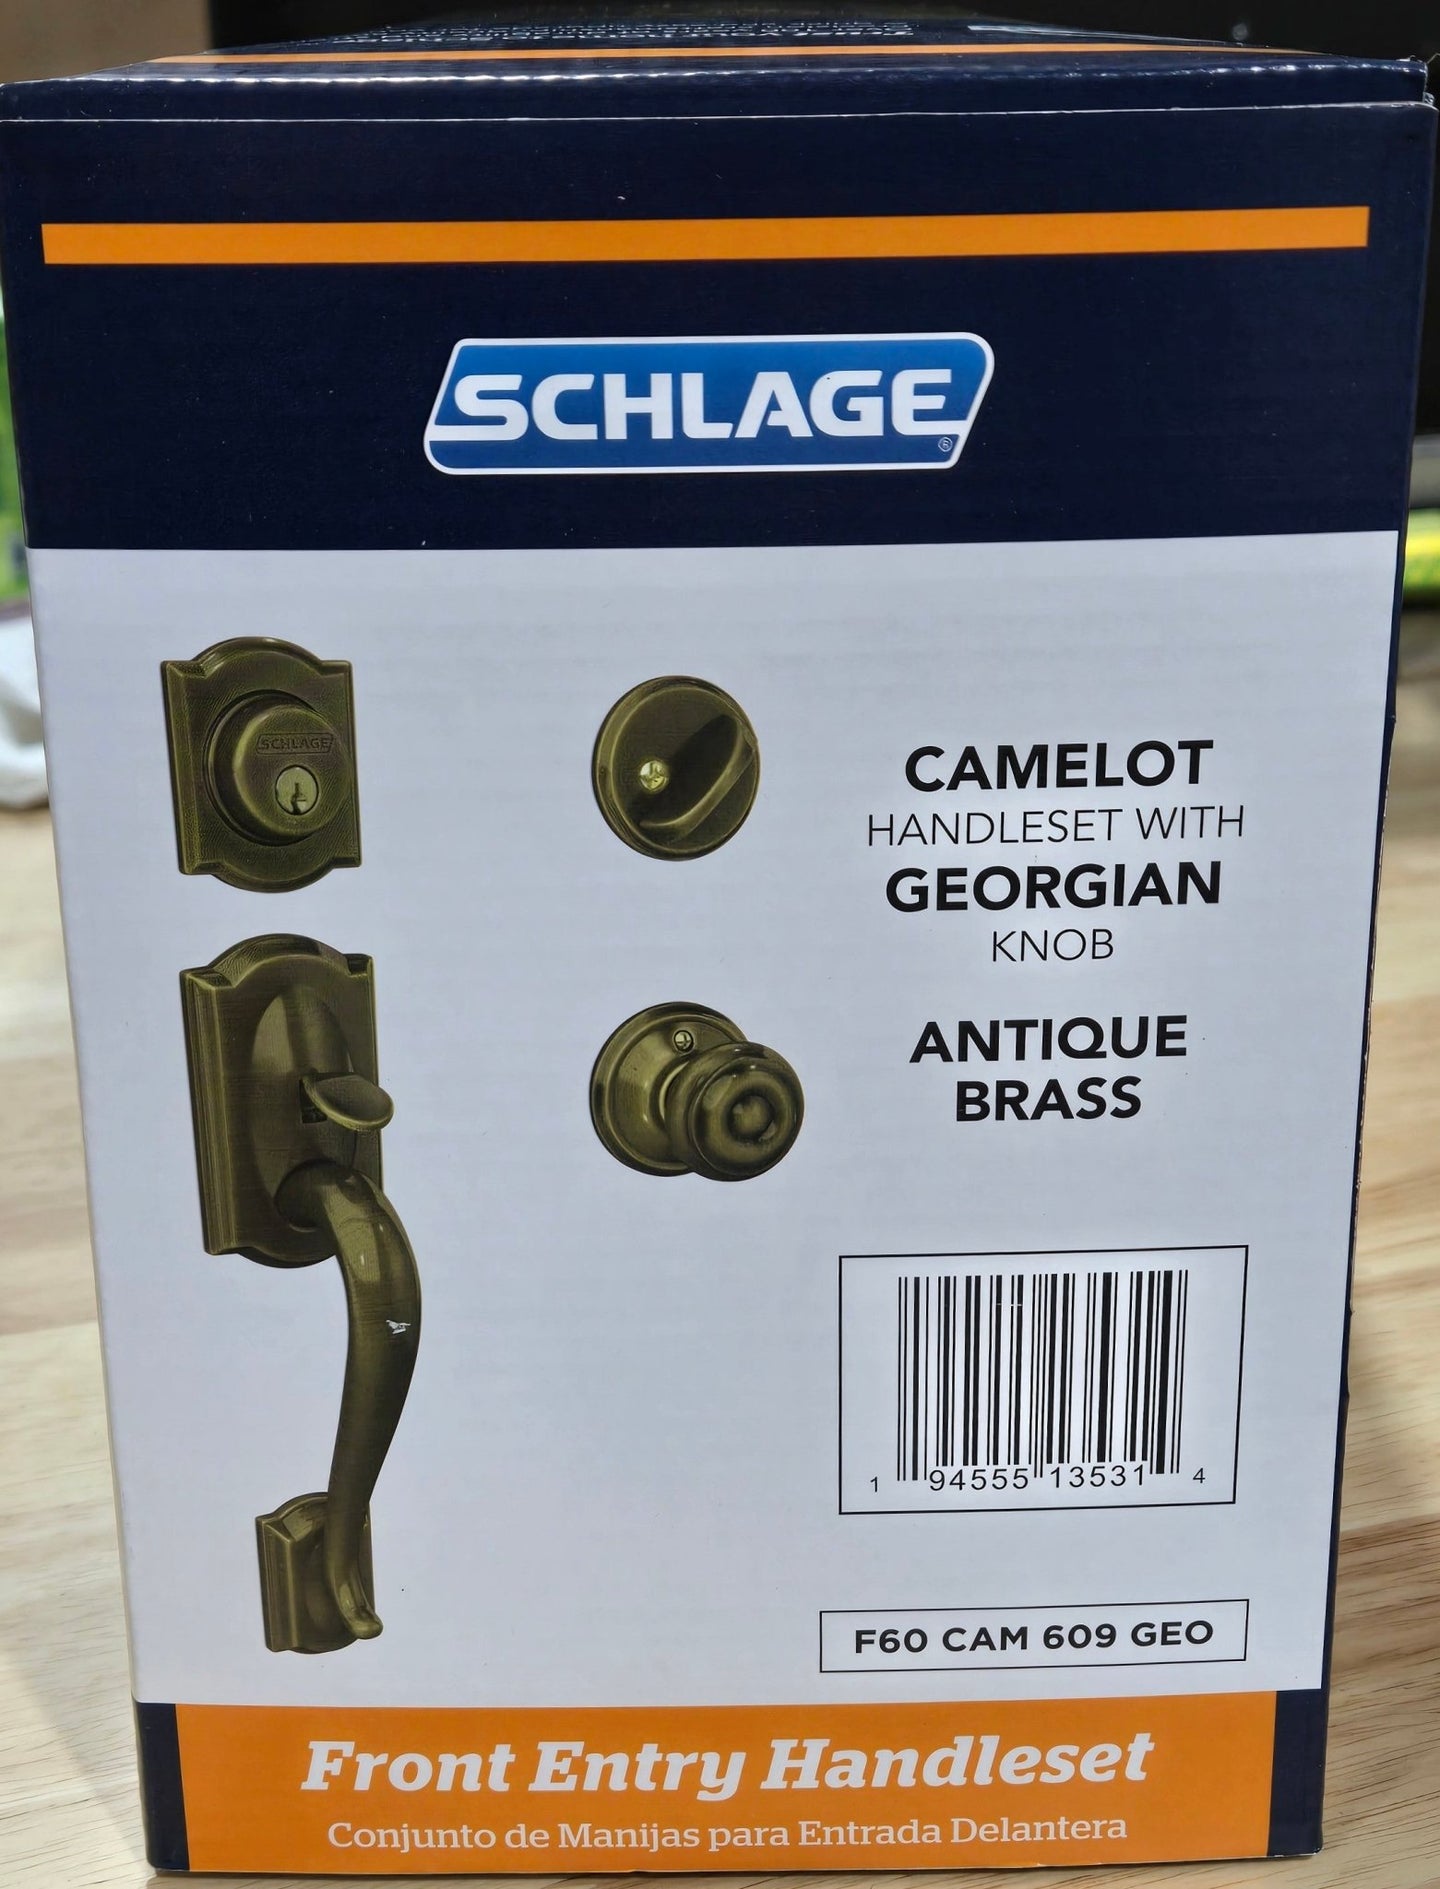 SCHLAGE
SCHLAGE
CAMELOT
HANDLESET WITH
GEORGIAN
KNOB
ANTIQUE
BRASS
1 94555 13531 4
F60 CAM 609 GEO
Front Entry Handleset
Conjunto de Manijas para Entrada Delantera